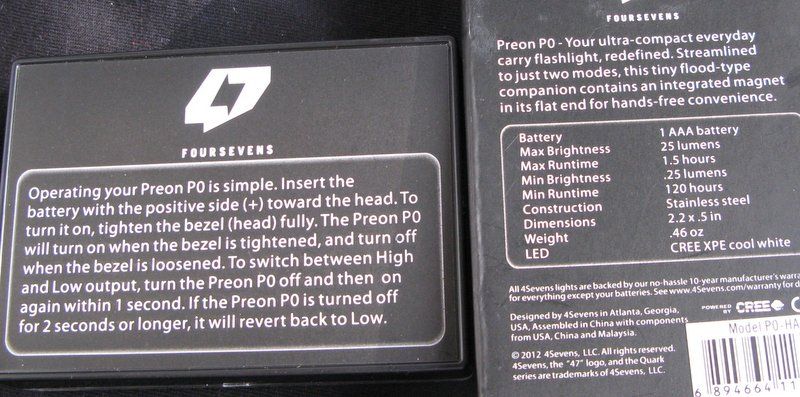 FOURSEVENS
Operating your Preon P0 is simple. Insert the
battery with the positive side (+) toward the head. To
turn it on, tighten the bezel (head) fully. The Preon P0
will turn on when the bezel is tightened, and turn off
when the bezel is loosened. To switch between High
and Low output, turn the Preon P0 off and then on
again within 1 second. If the Preon P0 is turned off
for 2 seconds or longer, it will revert back to Low.
FOURSEVENS
Preon P0 - Your ultra-compact everyday
carry flashlight, redefined. Streamlined
to just two modes, this tiny flood-type
companion contains an integrated magnet
in its flat end for hands-free convenience.
Battery 1 AAA battery
Max Brightness 25 lumens
Max Runtime 1.5 hours
Min Brightness .25 lumens
Min Runtime 120 hours
Construction Stainless steel
Dimensions 2.2 x .5 in
Weight .46 oz
LED CREE XPE cool white
All 4Sevens lights are backed by our no-hassle 10-year manufacturer's
for everything except your batteries. See www.4Sevens.com/warranty for
Designed by 4Sevens in Atlanta, Georgia,
USA, Assembled in China with components
from USA, China and Malaysia.
POWERED
BY CREE
© 2012 4Sevens, LLC. All rights reserved.
4Sevens, the "47" logo, and the Quark
series are trademarks of 4Sevens, LLC.
Model P0-HA
6 894664 11